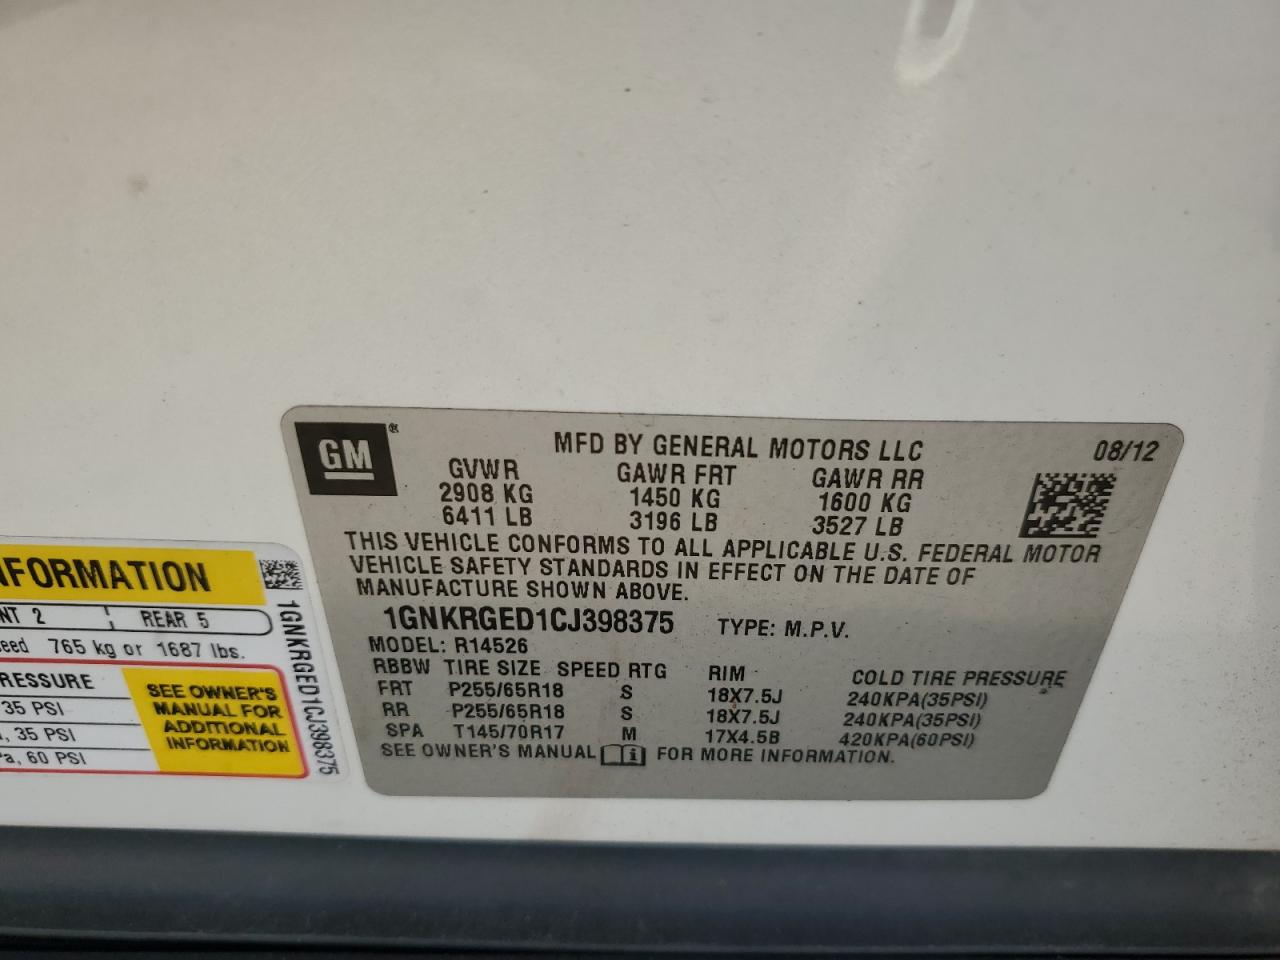 GM®
MFD BY GENERAL MOTORS LLC 08/12
GVWR GAWR FRT GAWR RR
2908 KG 1450 KG 1600 KG
6411 LB 3196 LB 3527 LB
THIS VEHICLE CONFORMS TO ALL APPLICABLE U.S. FEDERAL MOTOR
VEHICLE SAFETY STANDARDS IN EFFECT ON THE DATE OF
MANUFACTURE SHOWN ABOVE.
1GNKRGED1CJ398375 TYPE: M.P.V.
MODEL: R14526
RBBW TIRE SIZE SPEED RTG RIM COLD TIRE PRESSURE
FRT P255/65R18 S 18X7.5J 240KPA(35PSI)
RR P255/65R18 S 18X7.5J 240KPA(35PSI)
SPA T145/70R17 M 17X4.5B 420KPA(60PSI)
SEE OWNER'S MANUAL i FOR MORE INFORMATION.
NFORMATION
NT 2 REAR 5
eed 765 kg or 1687 lbs.
RESSURE
35 PSI
, 35 PSI
a, 60 PSI
SEE OWNER'S
MANUAL FOR
ADDITIONAL
INFORMATION
1GNKRGED1CJ398375